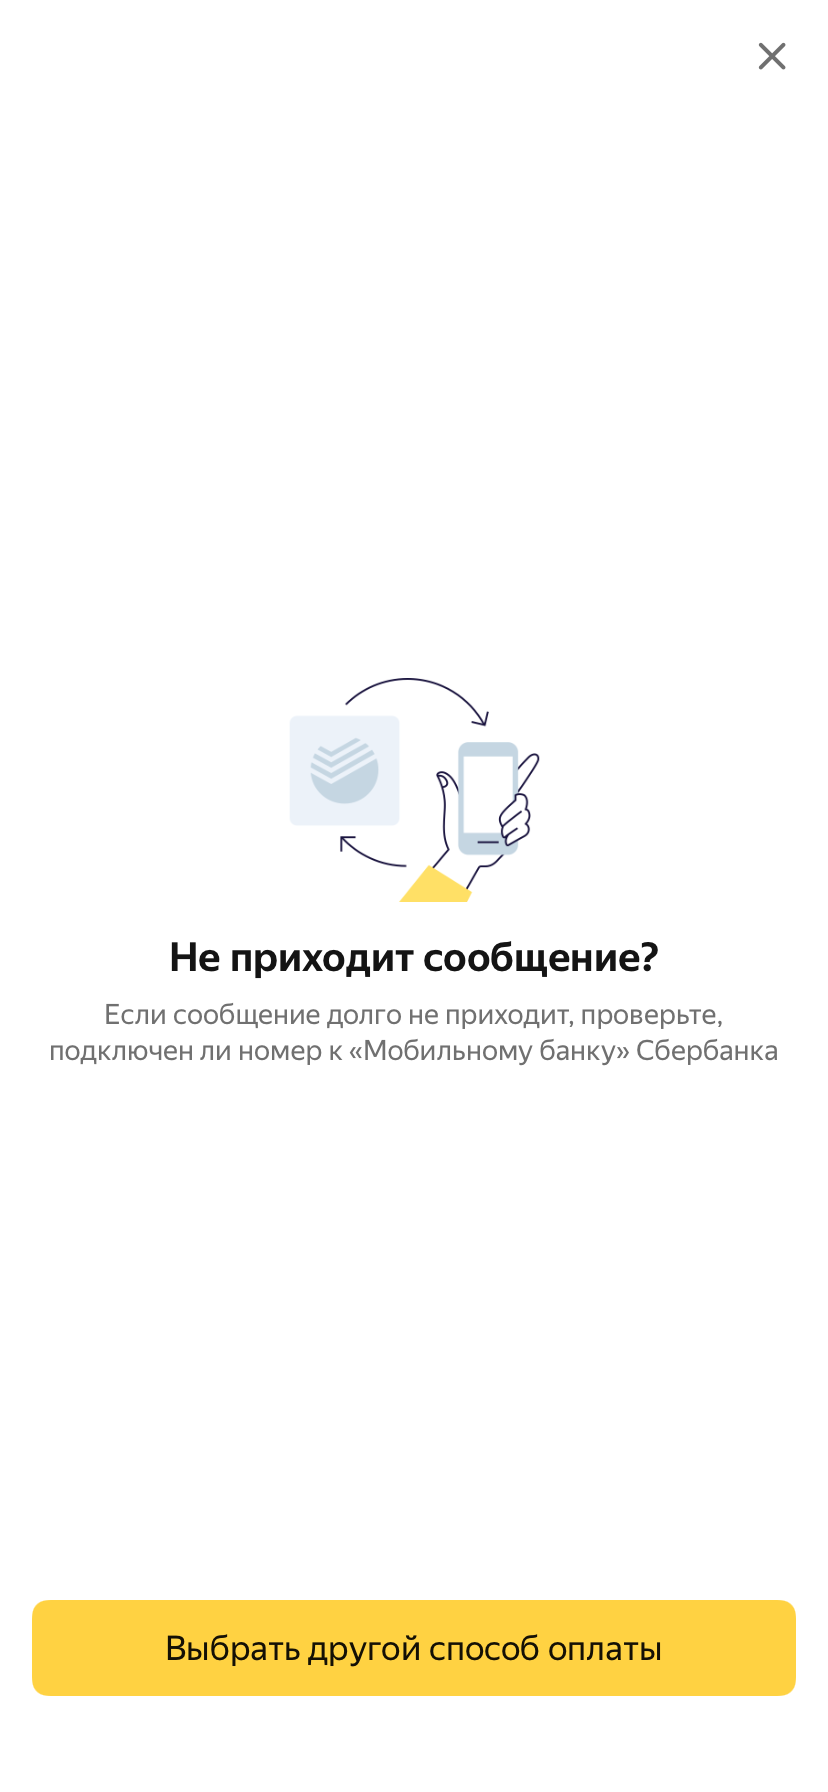 Не приходит сообщение?
Если сообщение долго не приходит, проверьте,
подключен ли номер к «Мобильному банку» Сбербанка
Выбрать другой способ оплаты